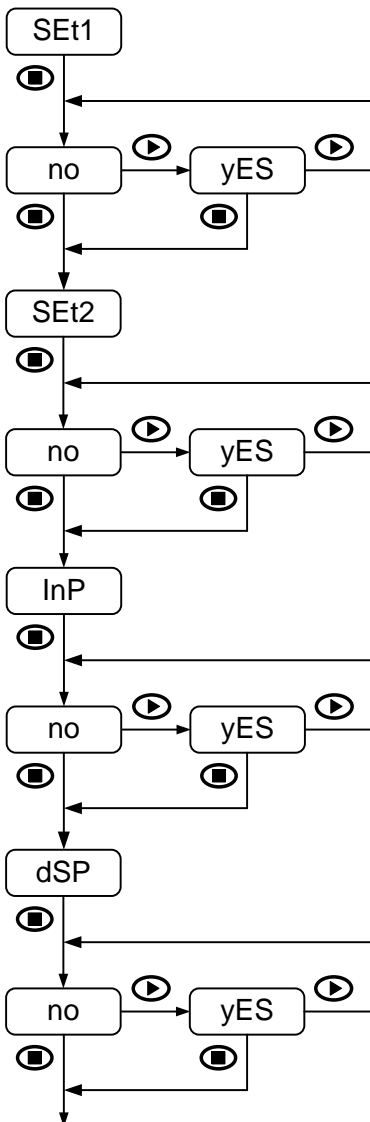 SEt1
no yES
SEt2
no yES
InP
no yES
dSP
no yES